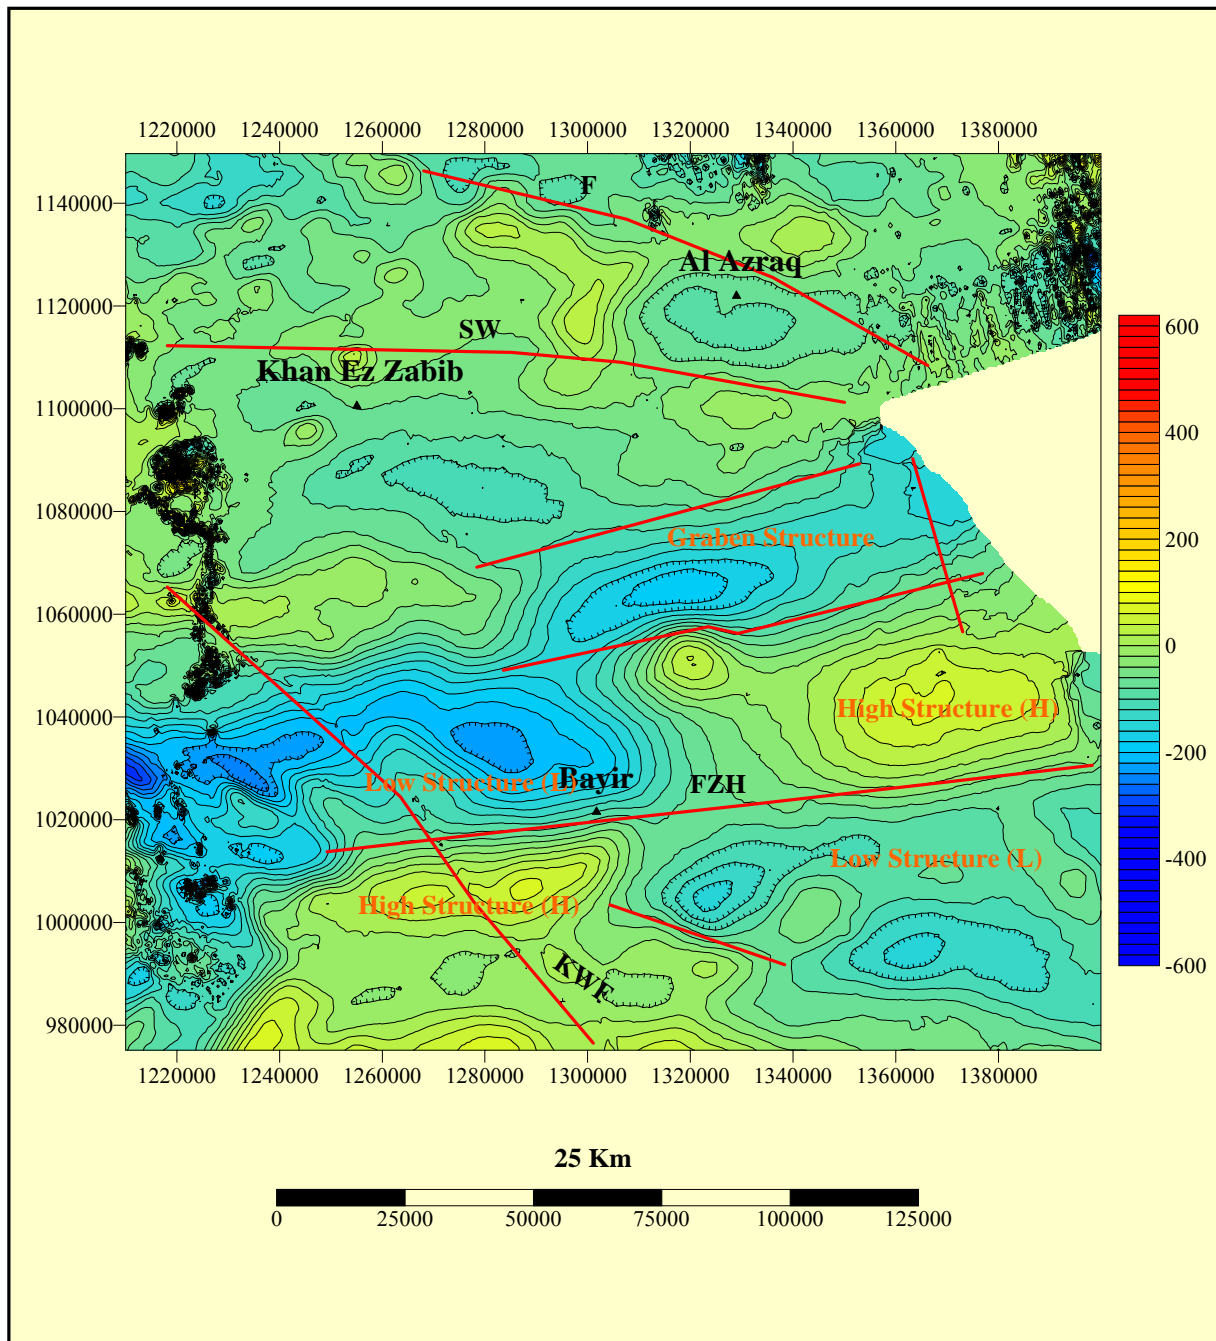 1220000 1240000 1260000 1280000 1300000 1320000 1340000 1360000 1380000
1140000
F
Al Azraq
1120000
600
SW
Khan Ez Zabib
1100000
400
1080000
Graben Structure
200
1060000
0
High Structure (H)
1040000
-200
Low Structure (L)
Bayir
FZH
1020000
Low Structure (L)
-400
High Structure (H)
1000000
KWF
-600
980000
1220000 1240000 1260000 1280000 1300000 1320000 1340000 1360000 1380000
25 Km
0 25000 50000 75000 100000 125000